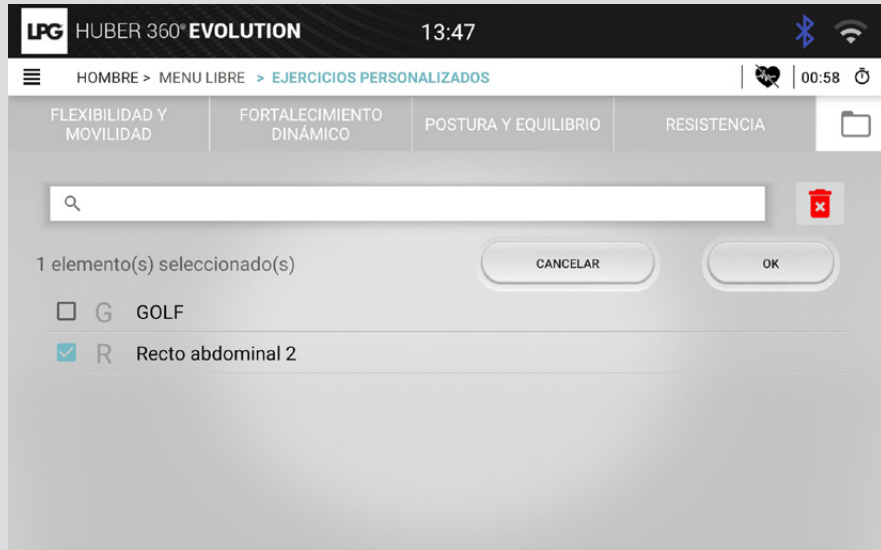 LPG HUBER 360® EVOLUTION 13:47
HOMBRE > MENU LIBRE > EJERCICIOS PERSONALIZADOS 00:58
FLEXIBILIDAD Y
MOVILIDAD
FORTALECIMIENTO
DINÁMICO
POSTURA Y EQUILIBRIO
RESISTENCIA
1 elemento(s) seleccionado(s) CANCELAR OK
G GOLF
R Recto abdominal 2